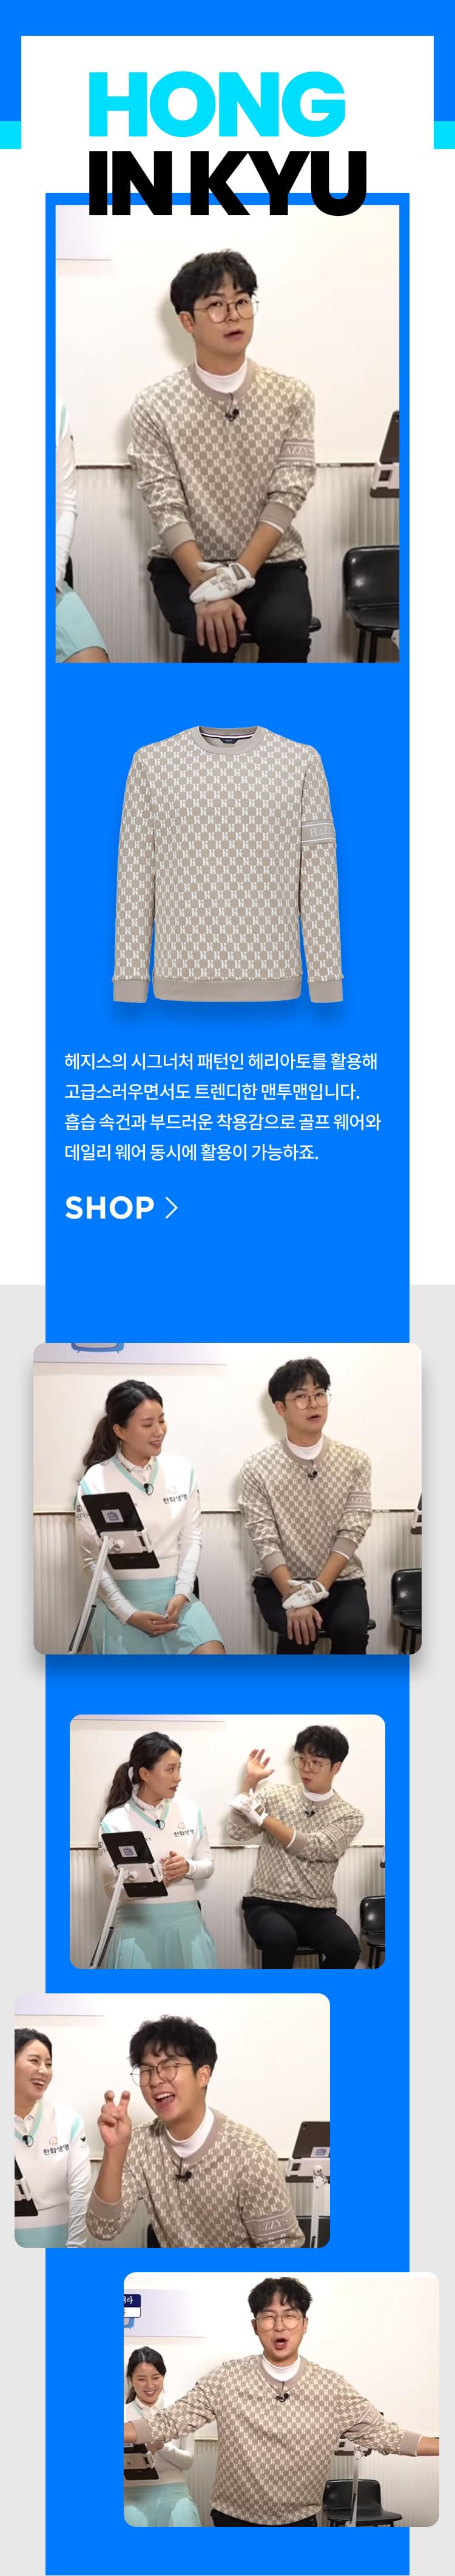 HONG
IN KYU
AZZY
HAZ
헤지스의 시그너처 패턴인 헤리아토를 활용해
고급스러우면서도 트렌디한 맨투맨입니다.
흡습 속건과 부드러운 착용감으로 골프 웨어와
데일리 웨어 동시에 활용이 가능하죠.
SHOP >
한화생명
AZZY
한화생명
한화생명
ZZY